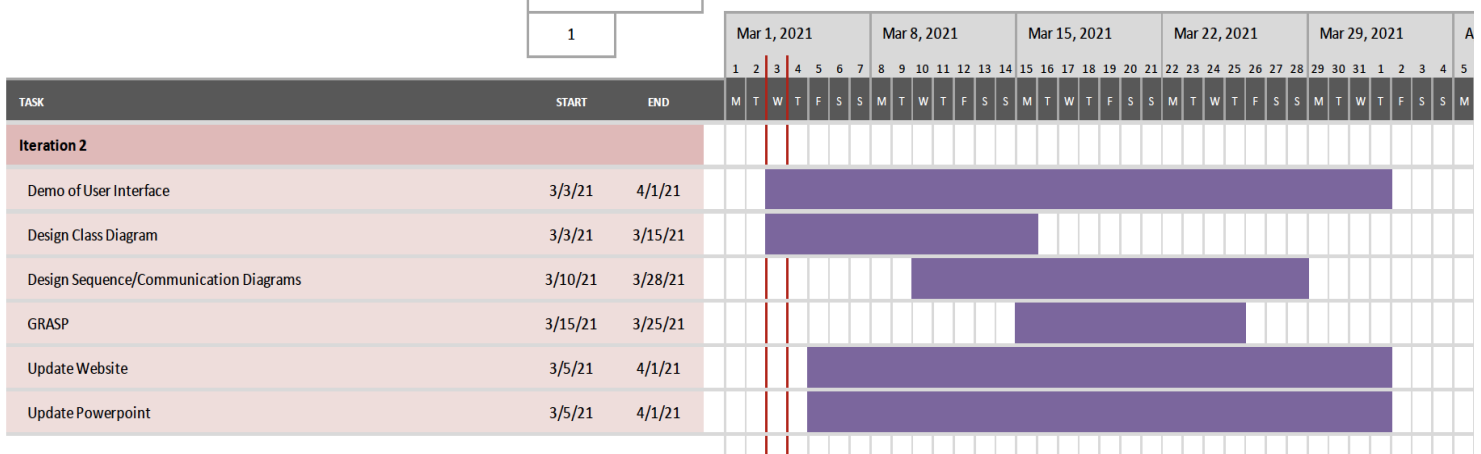 1
Mar 1, 2021 Mar 8, 2021 Mar 15, 2021 Mar 22, 2021 Mar 29, 2021 A
1 2 3 4 5 6 7 8 9 10 11 12 13 14 15 16 17 18 19 20 21 22 23 24 25 26 27 28 29 30 31 1 2 3 4 5
TASK START END M T W T F S S M T W T F S S M T W T F S S M T W T F S S M T W T F S S M
Iteration 2
Demo of User Interface 3/3/21 4/1/21
Design Class Diagram 3/3/21 3/15/21
Design Sequence/Communication Diagrams 3/10/21 3/28/21
GRASP 3/15/21 3/25/21
Update Website 3/5/21 4/1/21
Update Powerpoint 3/5/21 4/1/21